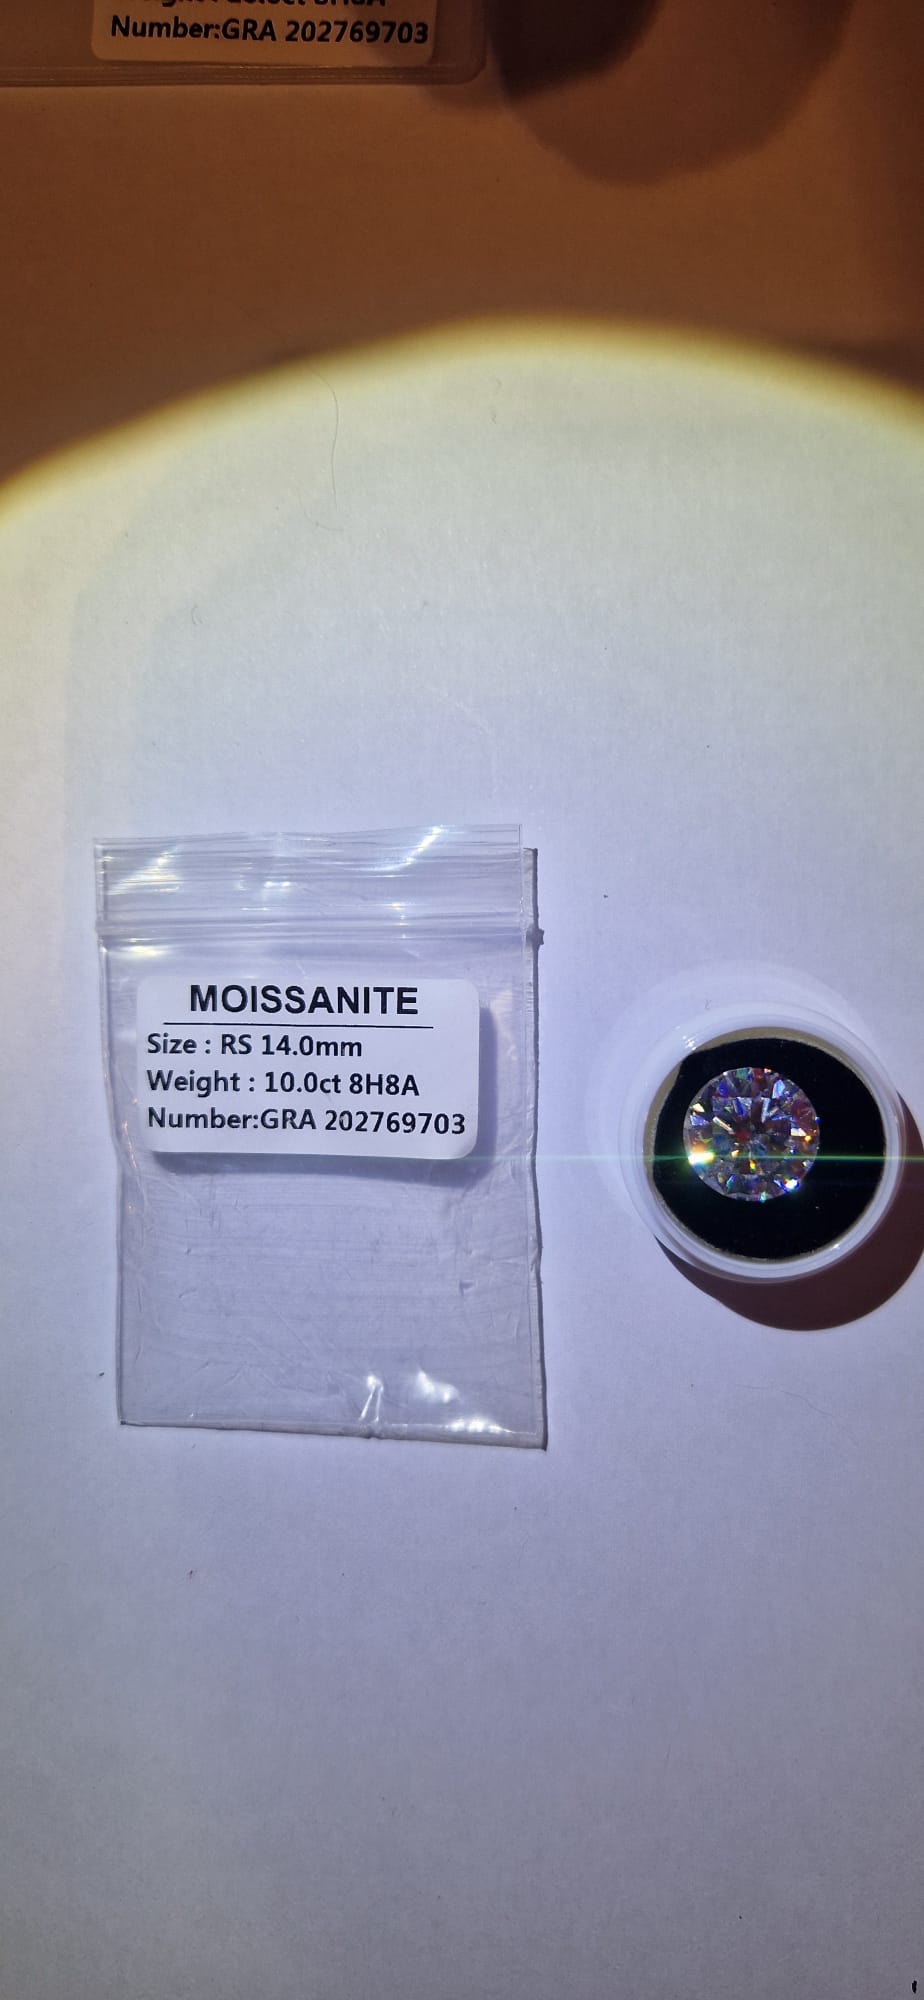 Number:GRA 202769703
MOISSANITE
Size : RS 14.0mm
Weight : 10.0ct 8H8A
Number:GRA 202769703